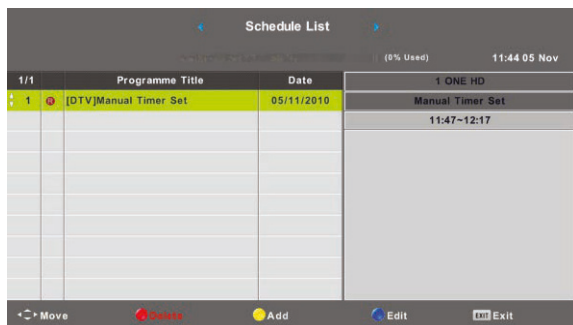 Schedule List
(0% Used) 11:44 05 Nov
1/1 Programme Title Date 1 ONE HD
1 R [DTV]Manual Timer Set 05/11/2010 Manual Timer Set
11:47~12:17
Move Delete Add Edit EXIT Exit